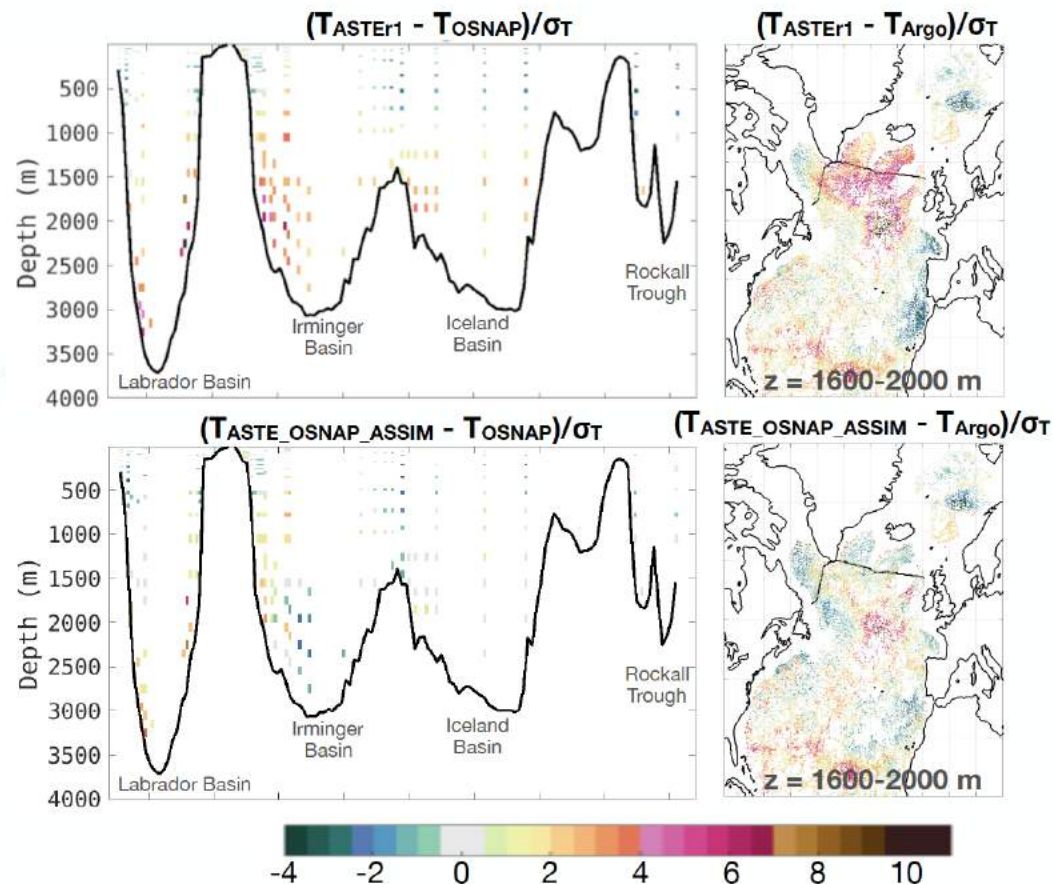 (TASTEr1 - TOSNAP)/σT
(TASTEr1 - TArgo)/σT
500
1000
1500
2000
2500
3000
3500
4000
Depth (m)
Labrador Basin
Irminger
Basin
Iceland
Basin
Rockall
Trough
z = 1600-2000 m
(TASTE_OSNAP_ASSIM - TOSNAP)/σT
(TASTE_OSNAP_ASSIM - TArgo)/σT
500
1000
1500
2000
2500
3000
3500
4000
Depth (m)
Labrador Basin
Irminger
Basin
Iceland
Basin
Rockall
Trough
z = 1600-2000 m
-4 -2 0 2 4 6 8 10